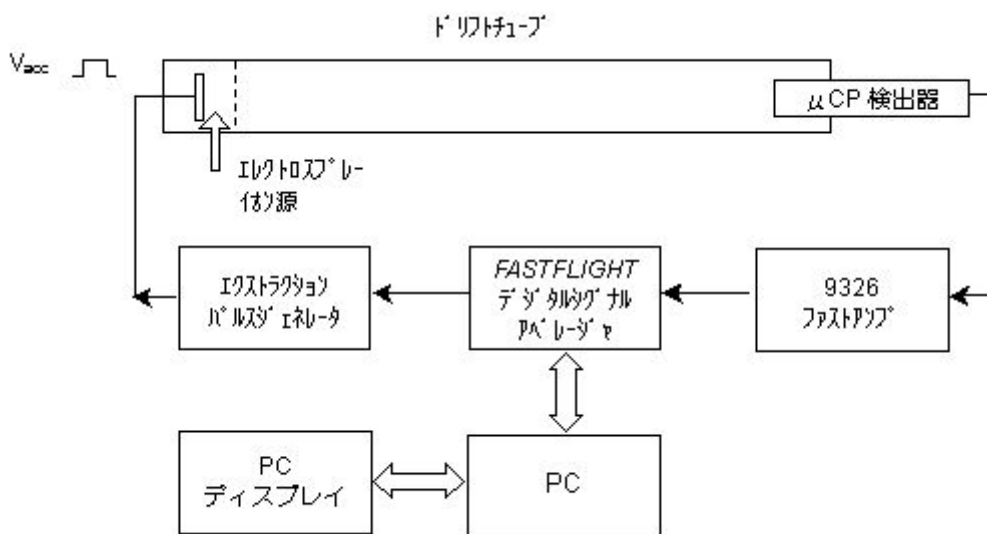 ﾄﾞﾘﾌﾄﾁｭｰﾌﾞ
Vacc
μCP 検出器
ｴﾚｸﾄﾛｽﾌﾟﾚｰ
ｲｵﾝ源
ｴｸｽﾄﾗｸｼｮﾝ
ﾊﾟﾙｽｼﾞｪﾈﾚｰﾀ
FASTFLIGHT
ﾃﾞｼﾞﾀﾙｼｸﾞﾅﾙ
ｱﾍﾞﾚｰｼﾞｬ
9326
ﾌｧｽﾄｱﾝﾌﾟ
PC
ディスプレイ
PC